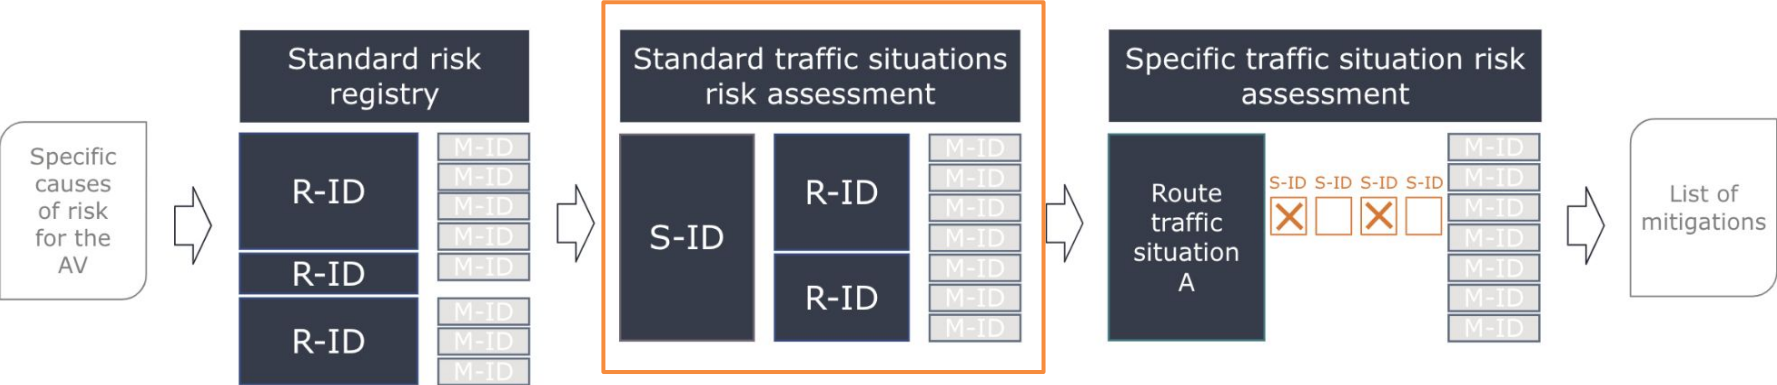 Specific
causes
of risk
for the
AV
Standard risk
registry
R-ID
R-ID
R-ID
M-ID
M-ID
M-ID
M-ID
M-ID
M-ID
M-ID
M-ID
Standard traffic situations
risk assessment
S-ID
R-ID
R-ID
M-ID
M-ID
M-ID
M-ID
M-ID
M-ID
M-ID
Specific traffic situation risk
assessment
Route
traffic
situation
A
S-ID S-ID S-ID S-ID
M-ID
M-ID
M-ID
M-ID
M-ID
M-ID
M-ID
List of
mitigations